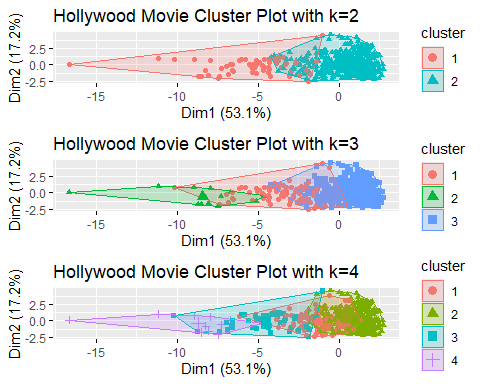 Hollywood Movie Cluster Plot with k=2
Dim2 (17.2%)
2.5
0.0
-2.5
-15
-10
-5
0
Dim1 (53.1%)
cluster
1
2
Hollywood Movie Cluster Plot with k=3
Dim2 (17.2%)
2.5
0.0
-2.5
-15
-10
-5
0
Dim1 (53.1%)
cluster
1
2
3
Hollywood Movie Cluster Plot with k=4
Dim2 (17.2%)
2.5
0.0
-2.5
-15
-10
-5
0
Dim1 (53.1%)
cluster
1
2
3
4